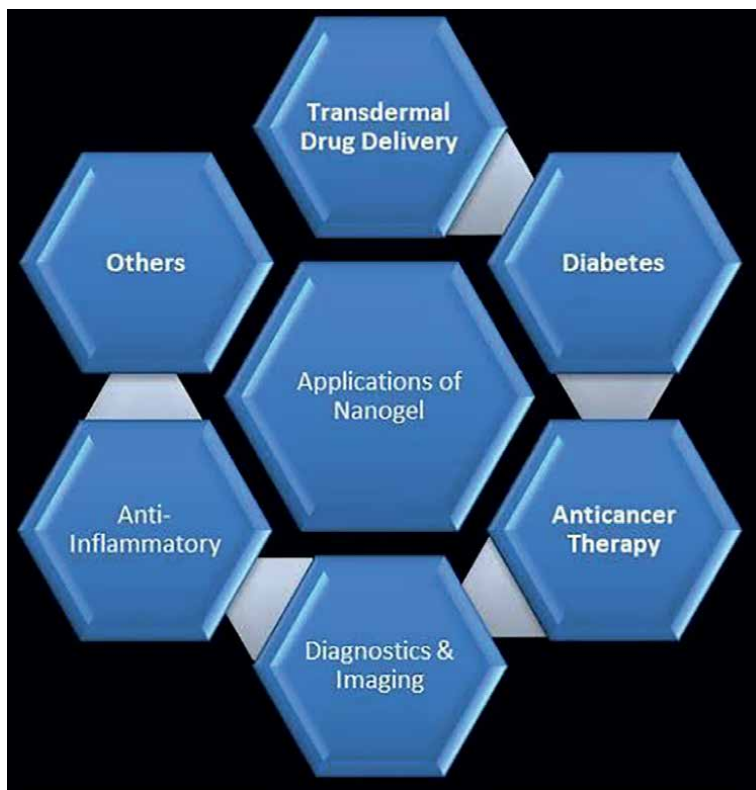 Transdermal
Drug Delivery
Others
Diabetes
Applications of
Nanogel
Anti-
Inflammatory
Anticancer
Therapy
Diagnostics &
Imaging